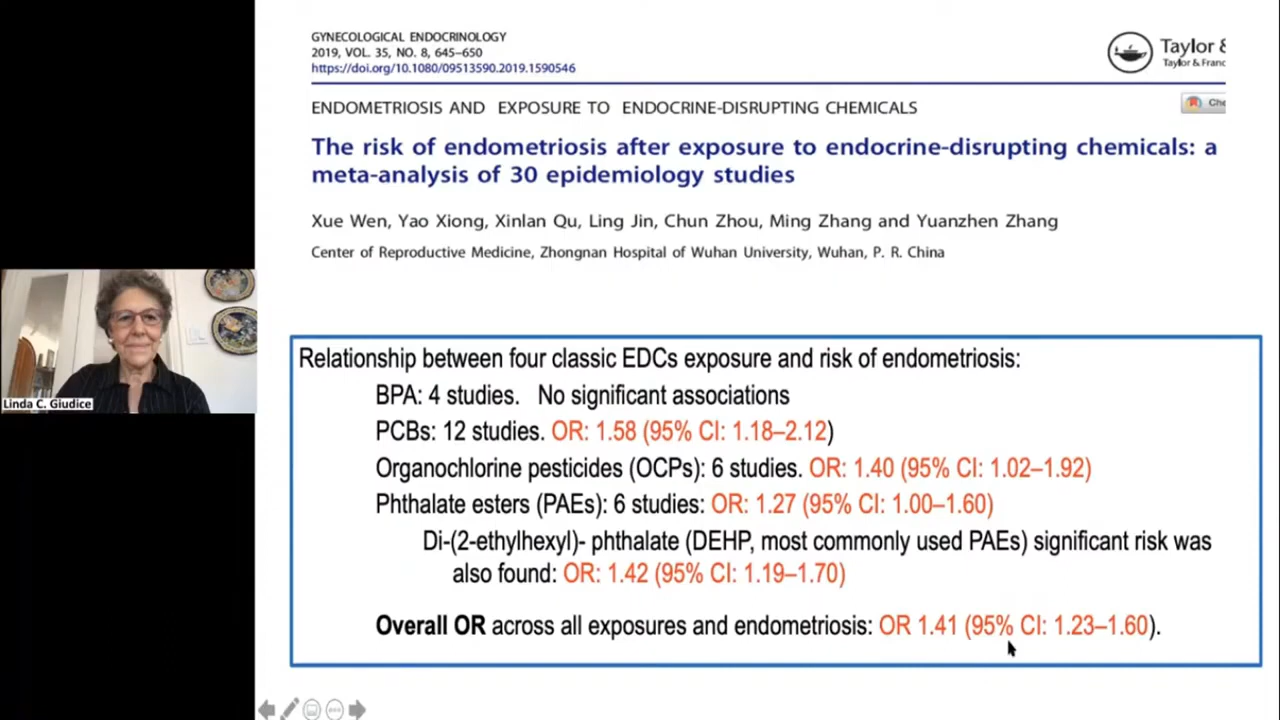 GYNECOLOGICAL ENDOCRINOLOGY
2019, VOL. 35, NO. 8, 645–650
https://doi.org/10.1080/09513590.2019.1590546
Taylor &
Taylor & Franc
ENDOMETRIOSIS AND EXPOSURE TO ENDOCRINE-DISRUPTING CHEMICALS
Che
The risk of endometriosis after exposure to endocrine-disrupting chemicals: a
meta-analysis of 30 epidemiology studies
Xue Wen, Yao Xiong, Xinlan Qu, Ling Jin, Chun Zhou, Ming Zhang and Yuanzhen Zhang
Center of Reproductive Medicine, Zhongnan Hospital of Wuhan University, Wuhan, P. R. China
Linda C. Giudice
Relationship between four classic EDCs exposure and risk of endometriosis:
BPA: 4 studies. No significant associations
PCBs: 12 studies. OR: 1.58 (95% CI: 1.18–2.12)
Organochlorine pesticides (OCPs): 6 studies. OR: 1.40 (95% CI: 1.02–1.92)
Phthalate esters (PAEs): 6 studies: OR: 1.27 (95% CI: 1.00–1.60)
Di-(2-ethylhexyl)- phthalate (DEHP, most commonly used PAEs) significant risk was
also found: OR: 1.42 (95% CI: 1.19–1.70)
Overall OR across all exposures and endometriosis: OR 1.41 (95% CI: 1.23–1.60).